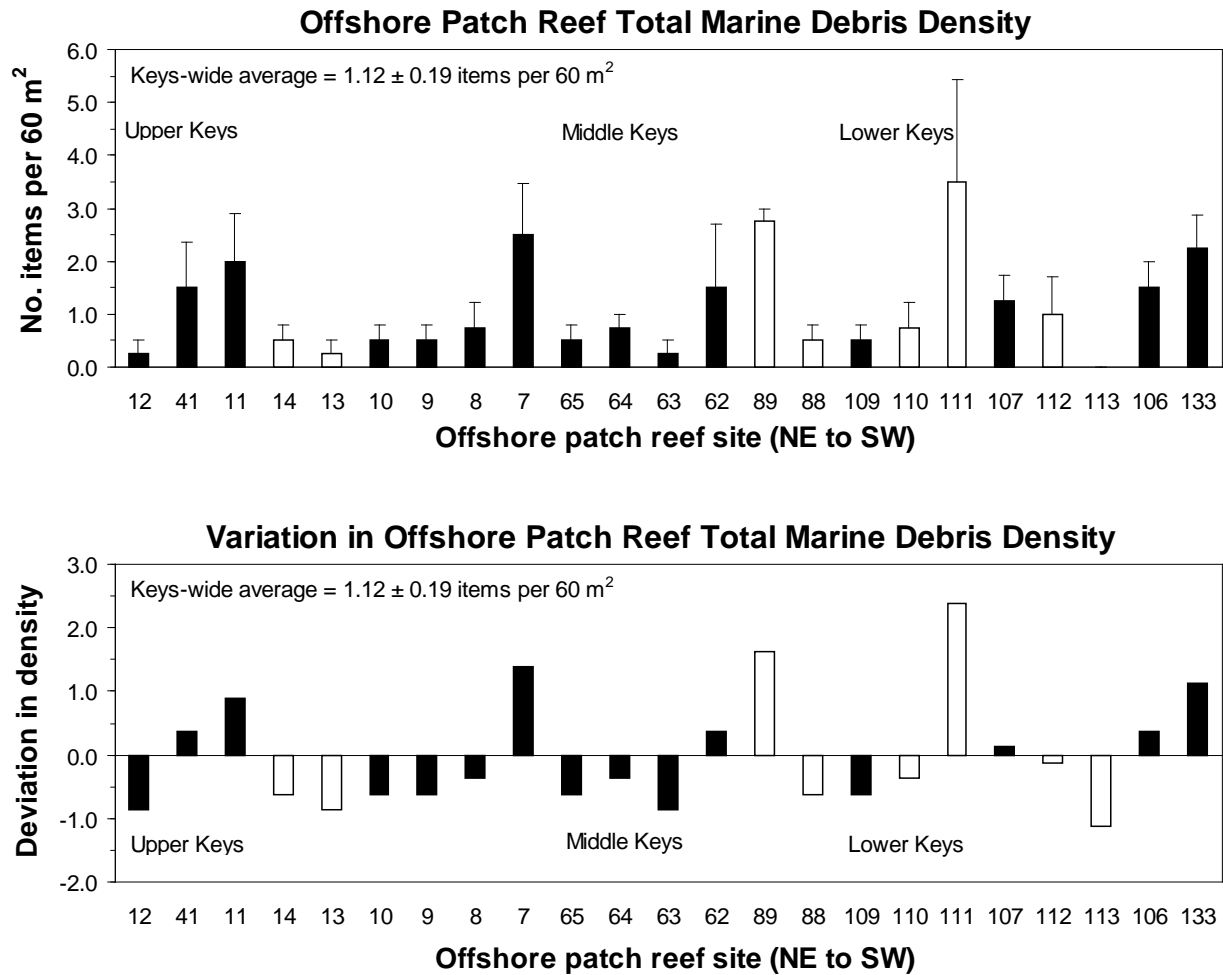 Offshore Patch Reef Total Marine Debris Density
6.0
5.0
4.0
3.0
2.0
1.0
0.0
No. items per 60 m²
Keys-wide average = 1.12 ± 0.19 items per 60 m²
Upper Keys
Middle Keys
Lower Keys
12 41 11 14 13 10 9 8 7 65 64 63 62 89 88 109 110 111 107 112 113 106 133
Offshore patch reef site (NE to SW)
Variation in Offshore Patch Reef Total Marine Debris Density
3.0
2.0
1.0
0.0
-1.0
-2.0
Deviation in density
Keys-wide average = 1.12 ± 0.19 items per 60 m²
Upper Keys
Middle Keys
Lower Keys
12 41 11 14 13 10 9 8 7 65 64 63 62 89 88 109 110 111 107 112 113 106 133
Offshore patch reef site (NE to SW)